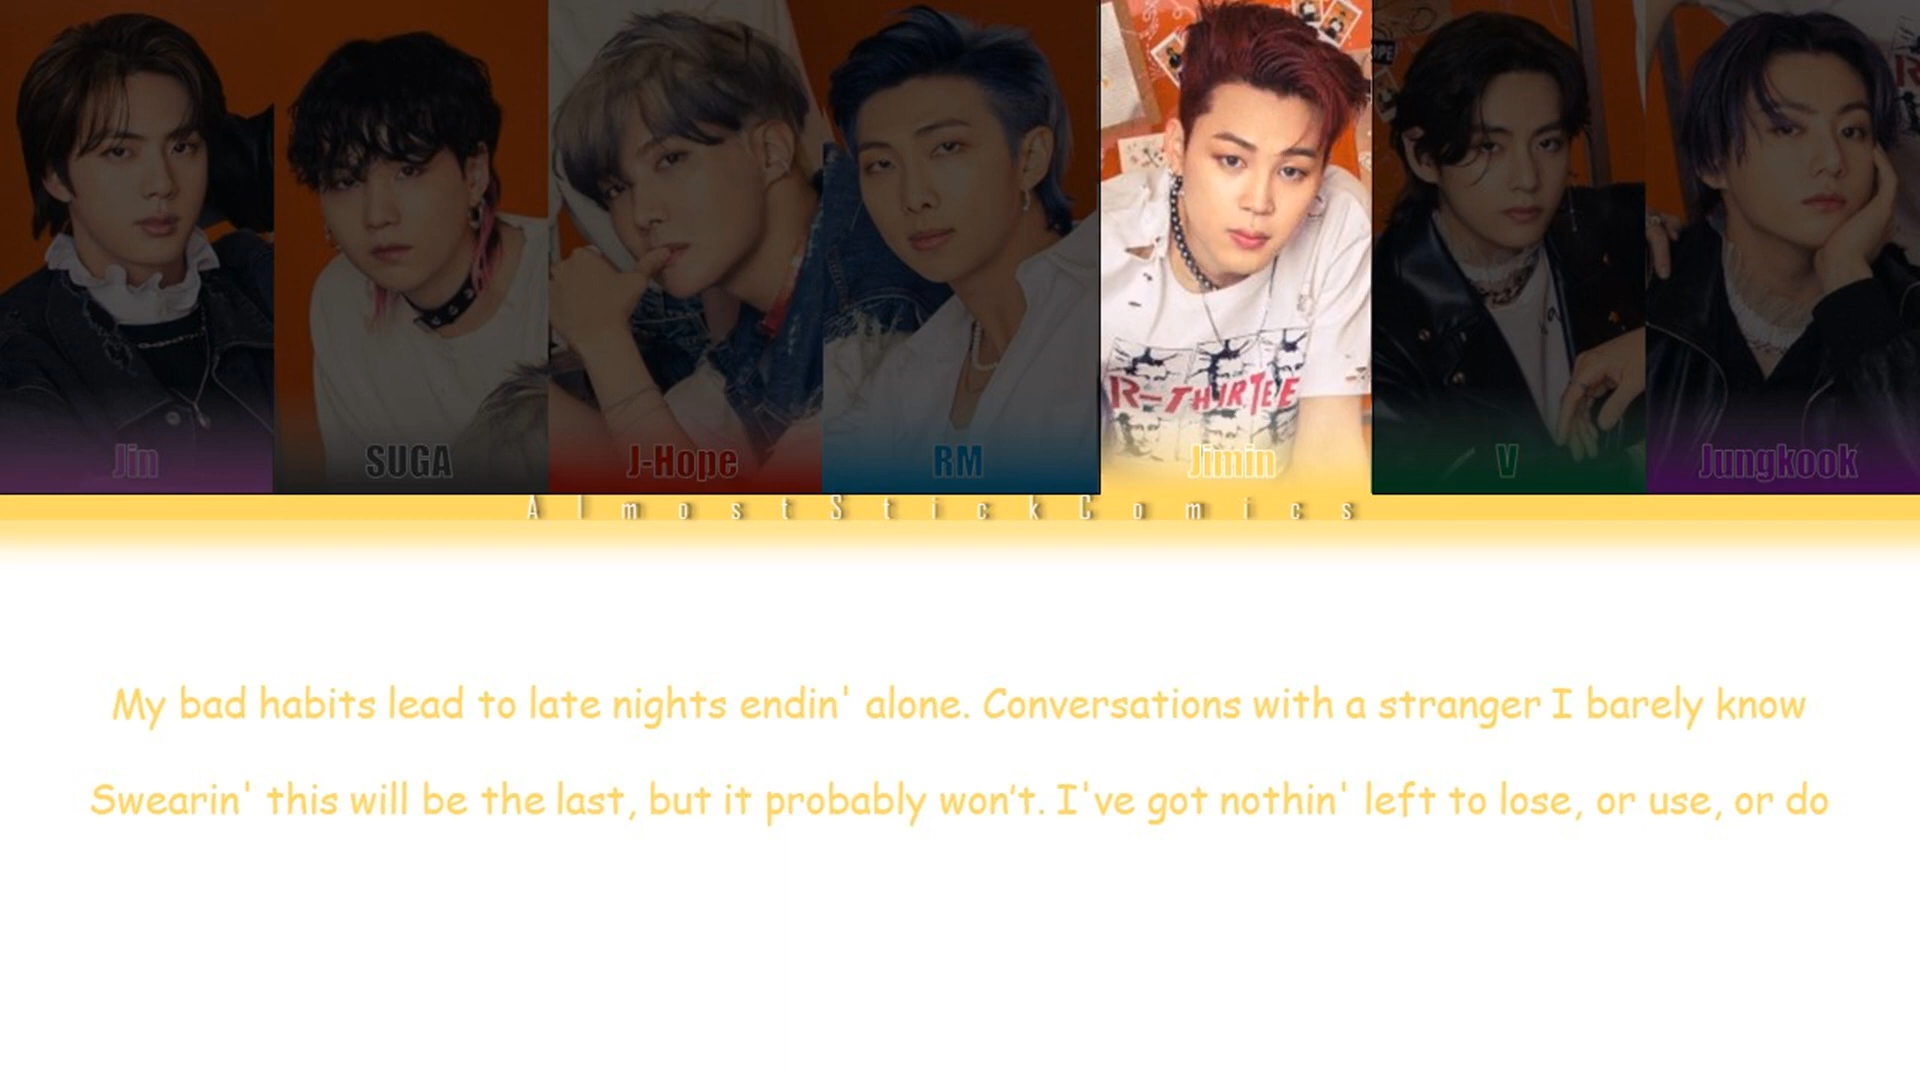 OPE
R
R-THIRTEE
Jin SUGA J-Hope RM Jimin V Jungkook
AlmostStickComics
My bad habits lead to late nights endin' alone. Conversations with a stranger I barely know
Swearin' this will be the last, but it probably won’t. I've got nothin' left to lose, or use, or do